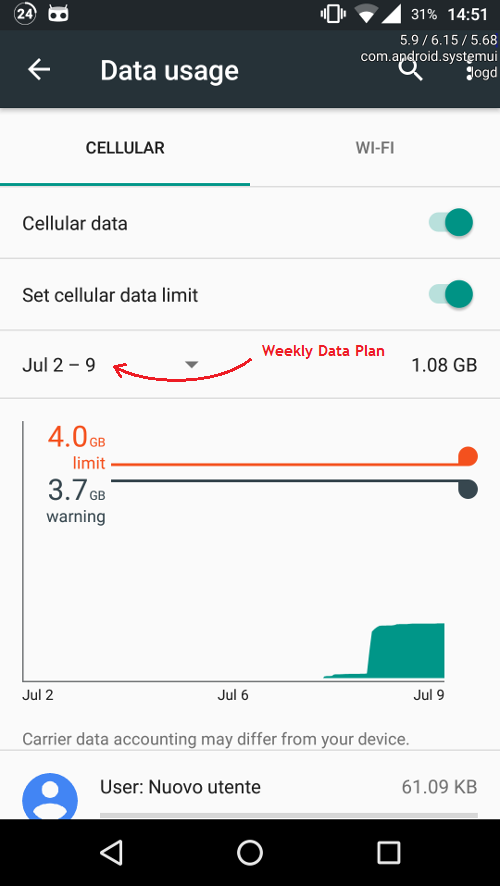 24 31% 14:51
5.9 / 6.15 / 5.68
com.android.systemui
logd
Data usage
CELLULAR WI-FI
Cellular data
Set cellular data limit
Jul 2 – 9 Weekly Data Plan 1.08 GB
4.0 GB
limit
3.7 GB
warning
Jul 2 Jul 6 Jul 9
Carrier data accounting may differ from your device.
User: Nuovo utente 61.09 KB